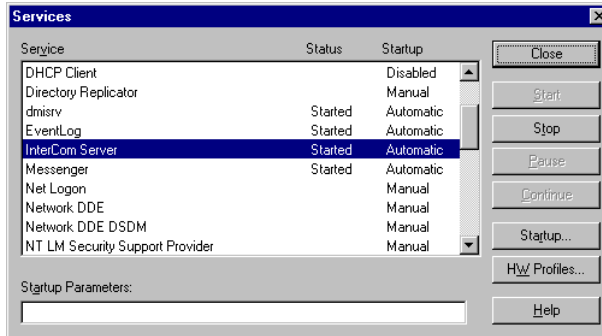 Services
Service Status Startup
DHCP Client Disabled
Directory Replicator Manual
dmisrv Started Automatic
EventLog Started Automatic
InterCom Server Started Automatic
Messenger Started Automatic
Net Logon Manual
Network DDE Manual
Network DDE DSDM Manual
NT LM Security Support Provider Manual
Startup Parameters:
Close
Start
Stop
Pause
Continue
Startup...
HW Profiles...
Help